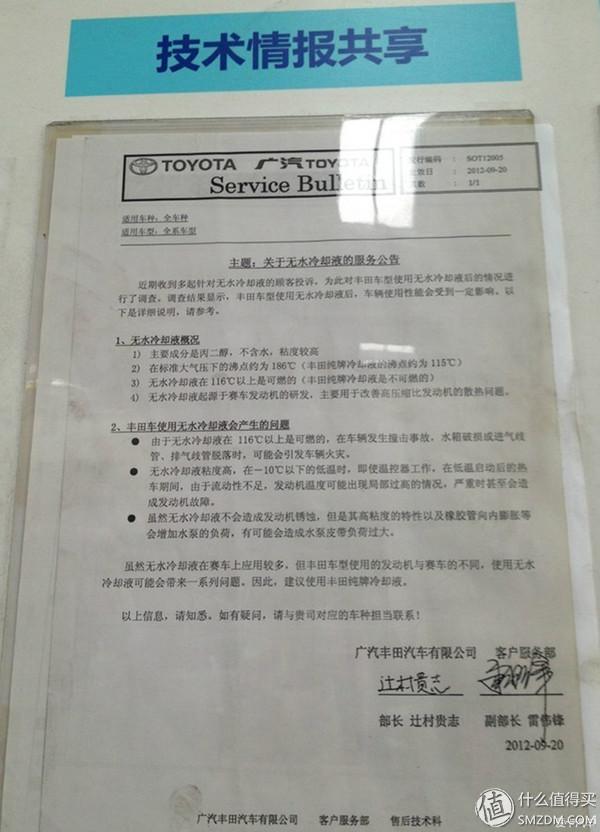 技术情报共享
TOYOTA 广汽TOYOTA
Service Bulletin
发行编码 : SOT12005
生效日 : 2012-09-20
页数 : 1/1
适用车种：全车种
适用车型：全系车型
主题：关于无水冷却液的服务公告
近期收到多起针对无水冷却液的顾客投诉，为此对丰田车型使用无水冷却液后的情况进
行了调查。调查结果显示，丰田车型使用无水冷却液后，车辆使用性能会受到一定影响。以
下是详细说明，请参考。
1、无水冷却液概况
1) 主要成分是丙二醇，不含水，粘度较高
2) 在标准大气压下的沸点约为186℃（丰田纯牌冷却液的沸点约为115℃）
3) 无水冷却液在116℃以上是可燃的（丰田纯牌冷却液是不可燃的）
4) 无水冷却液起源于赛车发动机的研发，主要用于改善高压缩比发动机的散热问题。
2、丰田车使用无水冷却液会产生的问题
● 由于无水冷却液在 116℃以上是可燃的，在车辆发生撞击事故，水箱破损或进气歧
管、排气歧管脱落时，可能会引发车辆火灾。
● 无水冷却液粘度高，在－10℃以下的低温时，即使温控器工作，在低温启动后的热
车期间，由于流动性不足，发动机温度可能出现局部过高的情况，严重时甚至会造
成发动机故障。
● 虽然无水冷却液不会造成发动机锈蚀，但是其高粘度的特性以及橡胶管向内膨胀等
会增加水泵的负荷，有可能会造成水泵皮带负荷过大。
虽然无水冷却液在赛车上应用较多，但丰田车型使用的发动机与赛车的不同，使用无水
冷却液可能会带来一系列问题。因此，建议使用丰田纯牌冷却液。
以上信息，请知悉。如有疑问，请与贵司对应的车种担当联系！
广汽丰田汽车有限公司 客户服务部
辻村贵志
部长 辻村贵志 副部长 雷伟锋
2012-09-20
广汽丰田汽车有限公司 客户服务部 售后技术科
值 什么值得买
SMZDM.COM